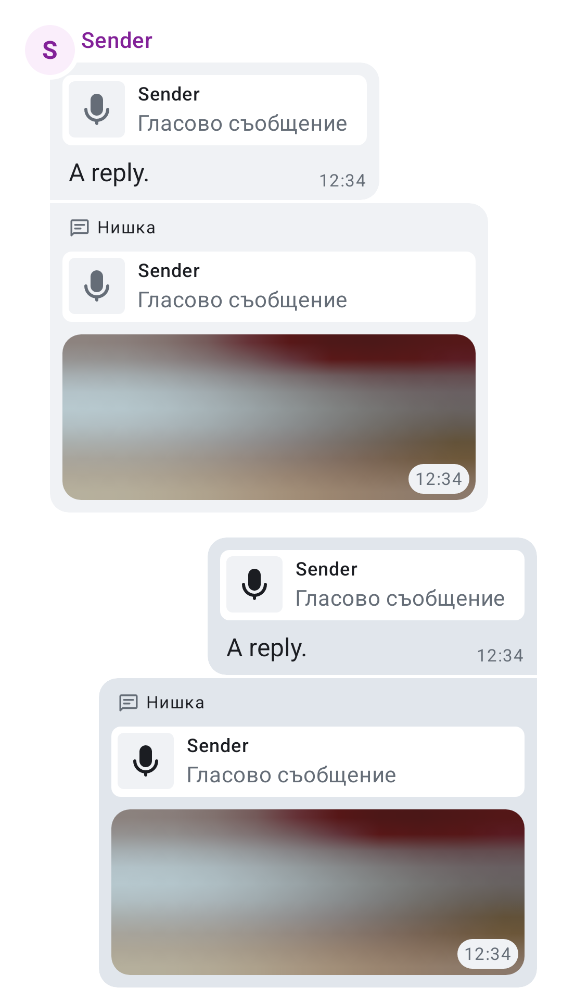 S
Sender
Sender
Гласово съобщение
A reply.
12:34
Нишка
Sender
Гласово съобщение
12:34
Sender
Гласово съобщение
A reply.
12:34
Нишка
Sender
Гласово съобщение
12:34